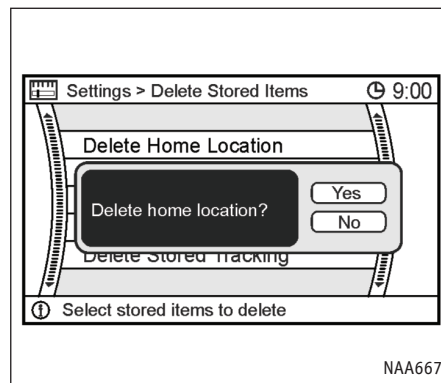 Settings > Delete Stored Items 9:00
Delete Home Location
Delete home location?
Yes
No
Delete Stored Tracking
Select stored items to delete
NAA667